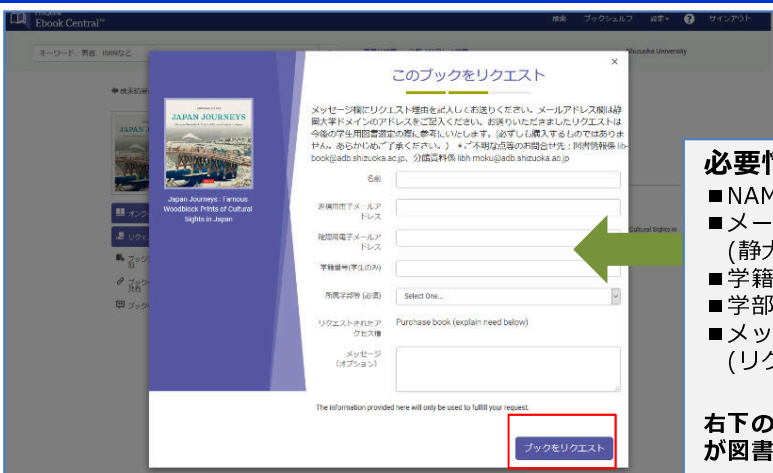 Ebook Central™
検索 ブックシェルフ 設定 ? サインアウト
キーワード、著者、ISBNなど
Shizuoka University
検索結果
このブックをリクエスト
×
JAPAN JOURNEYS
Japan Journeys : Famous
Woodblock Prints of Cultural
Sights in Japan
メッセージ欄にリクエスト理由を記入してお送りください。メールアドレス欄は静
岡大学ドメインのアドレスをご記入ください。お送りいただきましたリクエストは
今後の学生用図書選定の際に参考にいたします。(必ずしも購入するものではありま
せん。あらかじめご了承ください。) *ご不明な点等のお問合せ先:図書情報係 lib-
book@adb.shizuoka.ac.jp、分館資料係 libh-moku@adb.shizuoka.ac.jp
名前
返信用電子メールア
ドレス
確認用電子メールア
ドレス
学籍番号(学生のみ)
所属学部等 (必須)
Select One...
リクエストされたア
クセス権
Purchase book (explain need below)
メッセージ
(オプション)
The information provided here will only be used to fulfill your request.
ブックをリクエスト
Cultural Sights in
必要情
■NAM
■メー
(静大
■学籍
■学部
■メッ
(リク
右下の
が図書